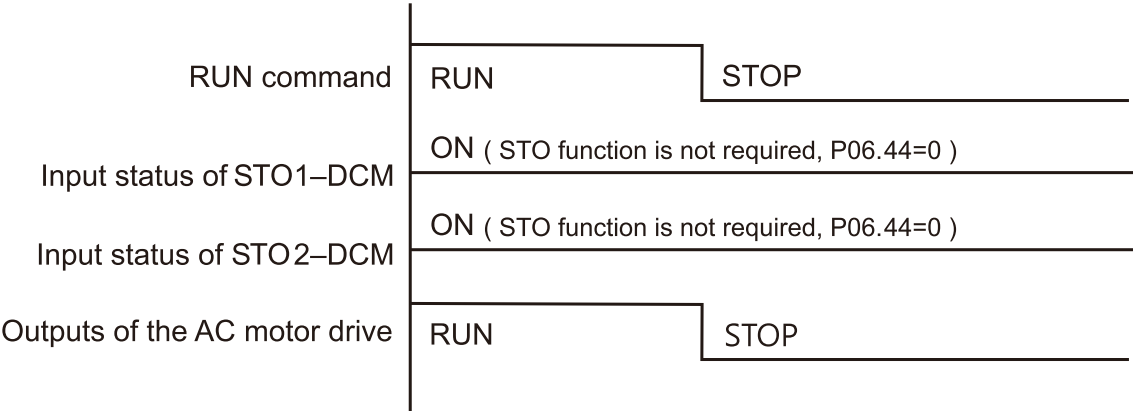 RUN command
RUN
STOP
ON ( STO function is not required, P06.44=0 )
Input status of STO1–DCM
ON ( STO function is not required, P06.44=0 )
Input status of STO2–DCM
Outputs of the AC motor drive
RUN
STOP